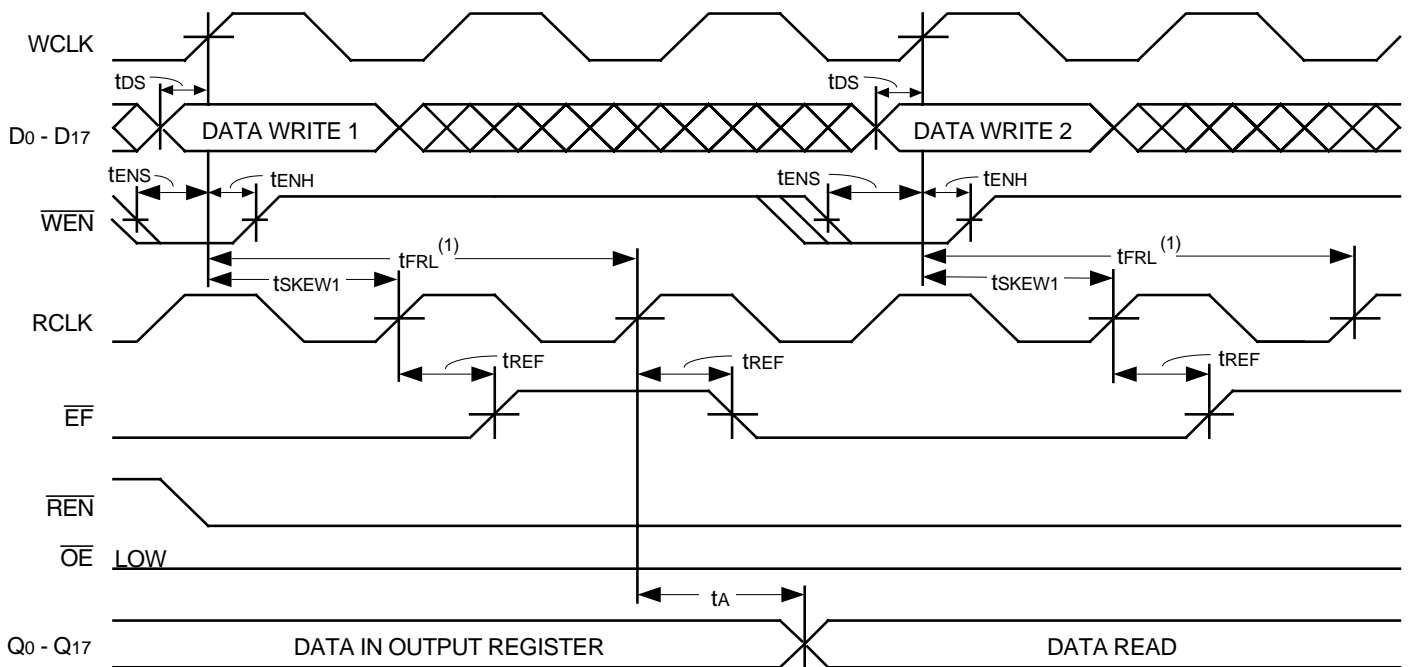 WCLK
tDS tDS
D0 - D17 DATA WRITE 1 DATA WRITE 2
tENS tENH tENS tENH
WEN
tFRL(1) tFRL(1)
tSKEW1 tSKEW1
RCLK
tREF tREF tREF
EF
REN
OE LOW
tA
Q0 - Q17 DATA IN OUTPUT REGISTER DATA READ